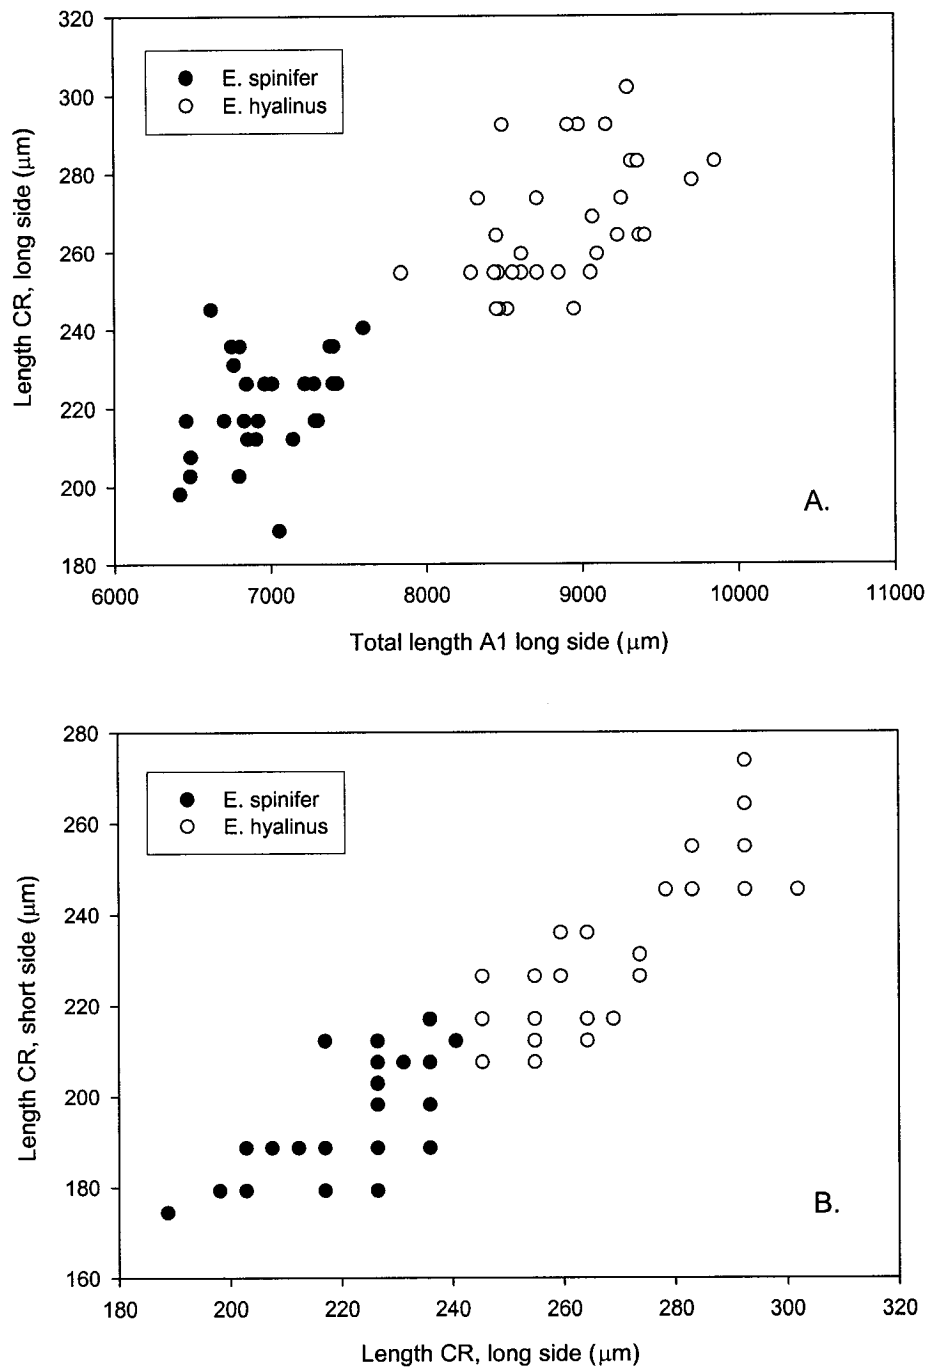 320
300
280
260
240
220
200
180
Length CR, long side (μm)
E. spinifer
E. hyalinus
A.
6000 7000 8000 9000 10000 11000
Total length A1 long side (μm)
280
260
240
220
200
180
160
Length CR, short side (μm)
E. spinifer
E. hyalinus
B.
180 200 220 240 260 280 300 320
Length CR, long side (μm)